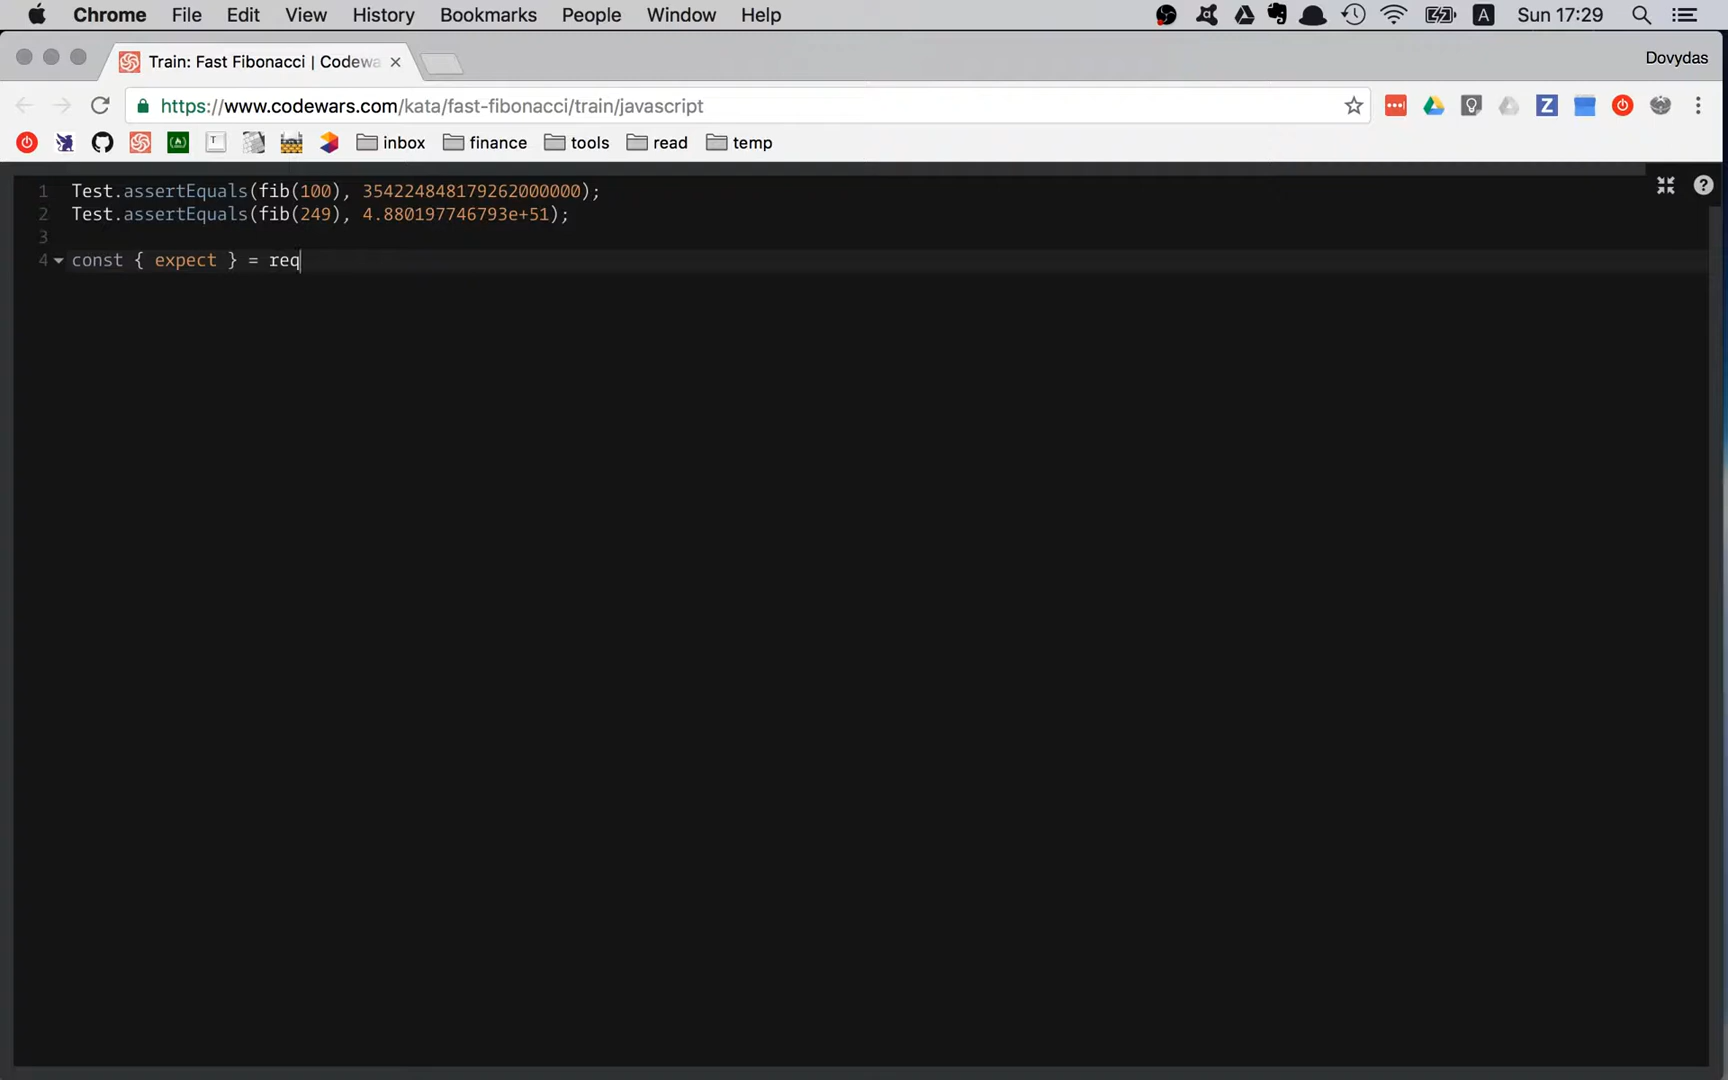 Chrome File Edit View History Bookmarks People Window Help A Sun 17:29
Train: Fast Fibonacci | Codewa Dovydas
https://www.codewars.com/kata/fast-fibonacci/train/javascript Z
T inbox finance tools read temp
1 Test.assertEquals(fib(100), 354224848179262000000);
2 Test.assertEquals(fib(249), 4.880197746793e+51);
3
4 const { expect } = req